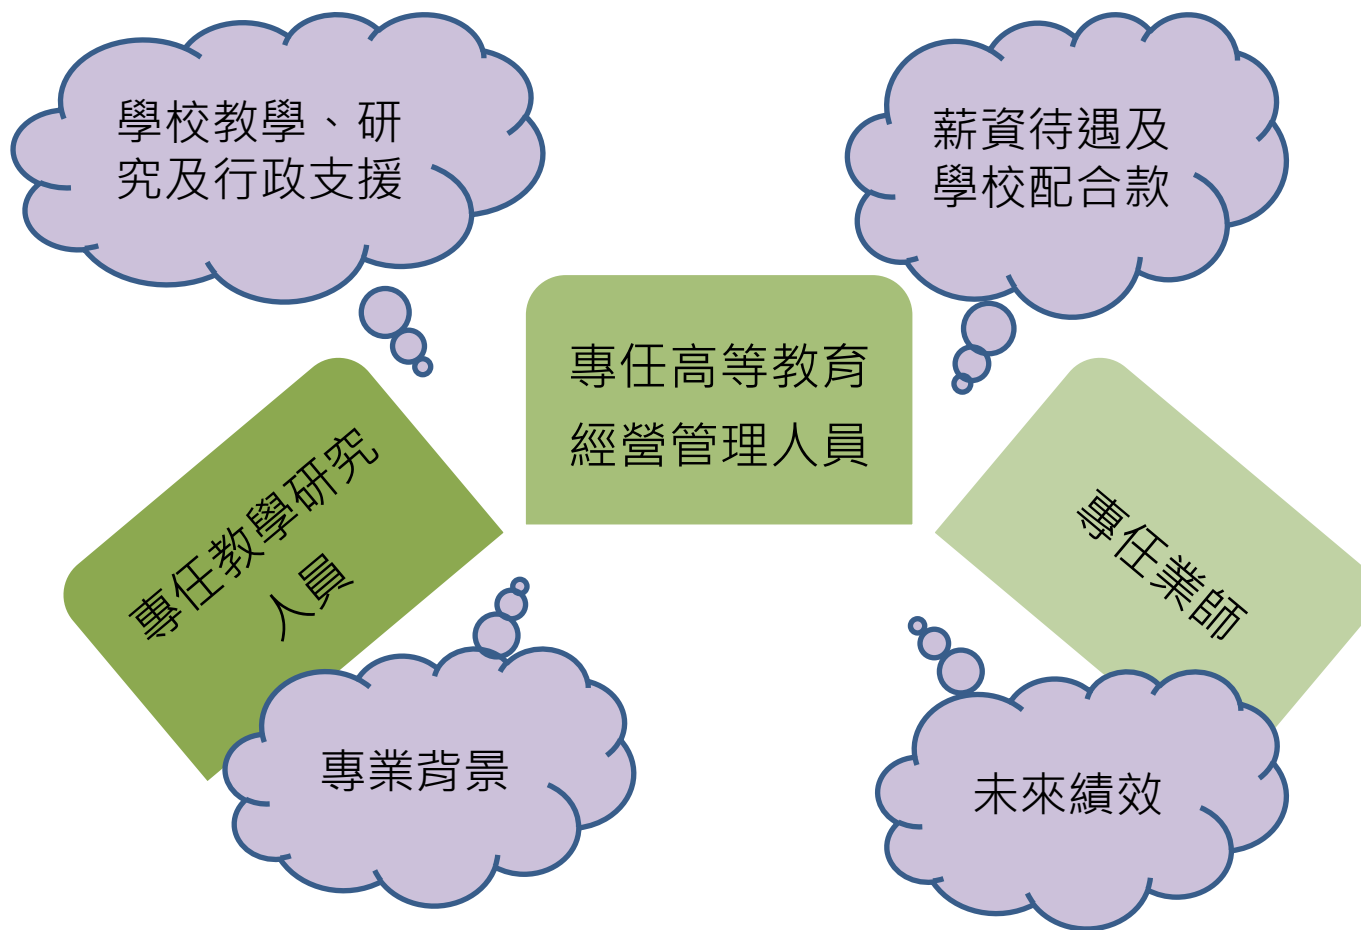 學校教學、研
究及行政支援
薪資待遇及
學校配合款
專任高等教育
經營管理人員
專任教學研究
人員
專任業師
專業背景
未來績效